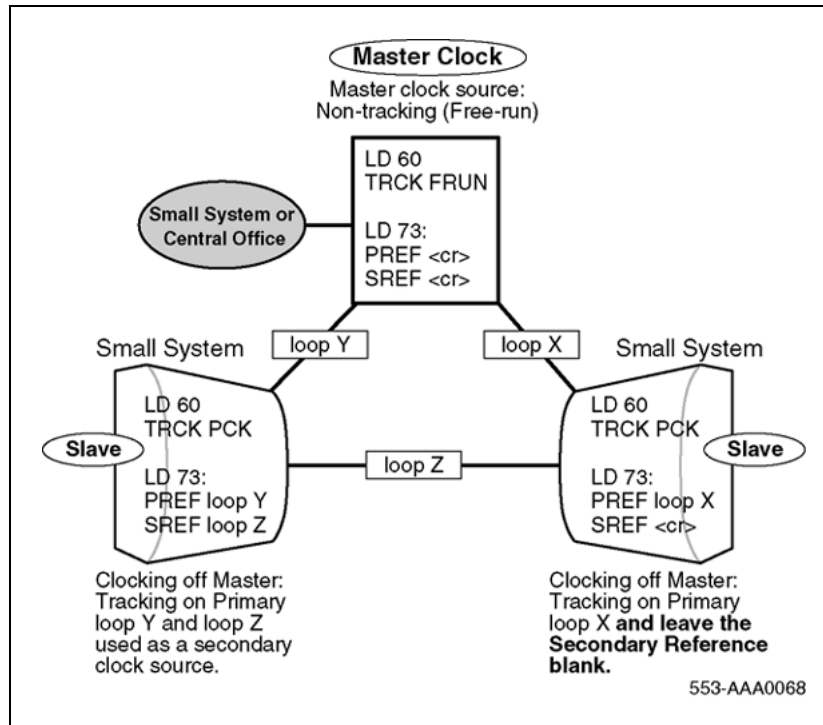 Master Clock
Master clock source:
Non-tracking (Free-run)
LD 60
TRCK FRUN
LD 73:
PREF <cr>
SREF <cr>
Small System or
Central Office
loop Y
loop X
Small System
LD 60
TRCK PCK
LD 73:
PREF loop Y
SREF loop Z
Slave
loop Z
Small System
LD 60
TRCK PCK
LD 73:
PREF loop X
SREF <cr>
Slave
Clocking off Master:
Tracking on Primary
loop Y and loop Z
used as a secondary
clock source.
Clocking off Master:
Tracking on Primary
loop X and leave the
Secondary Reference
blank.
553-AAA0068